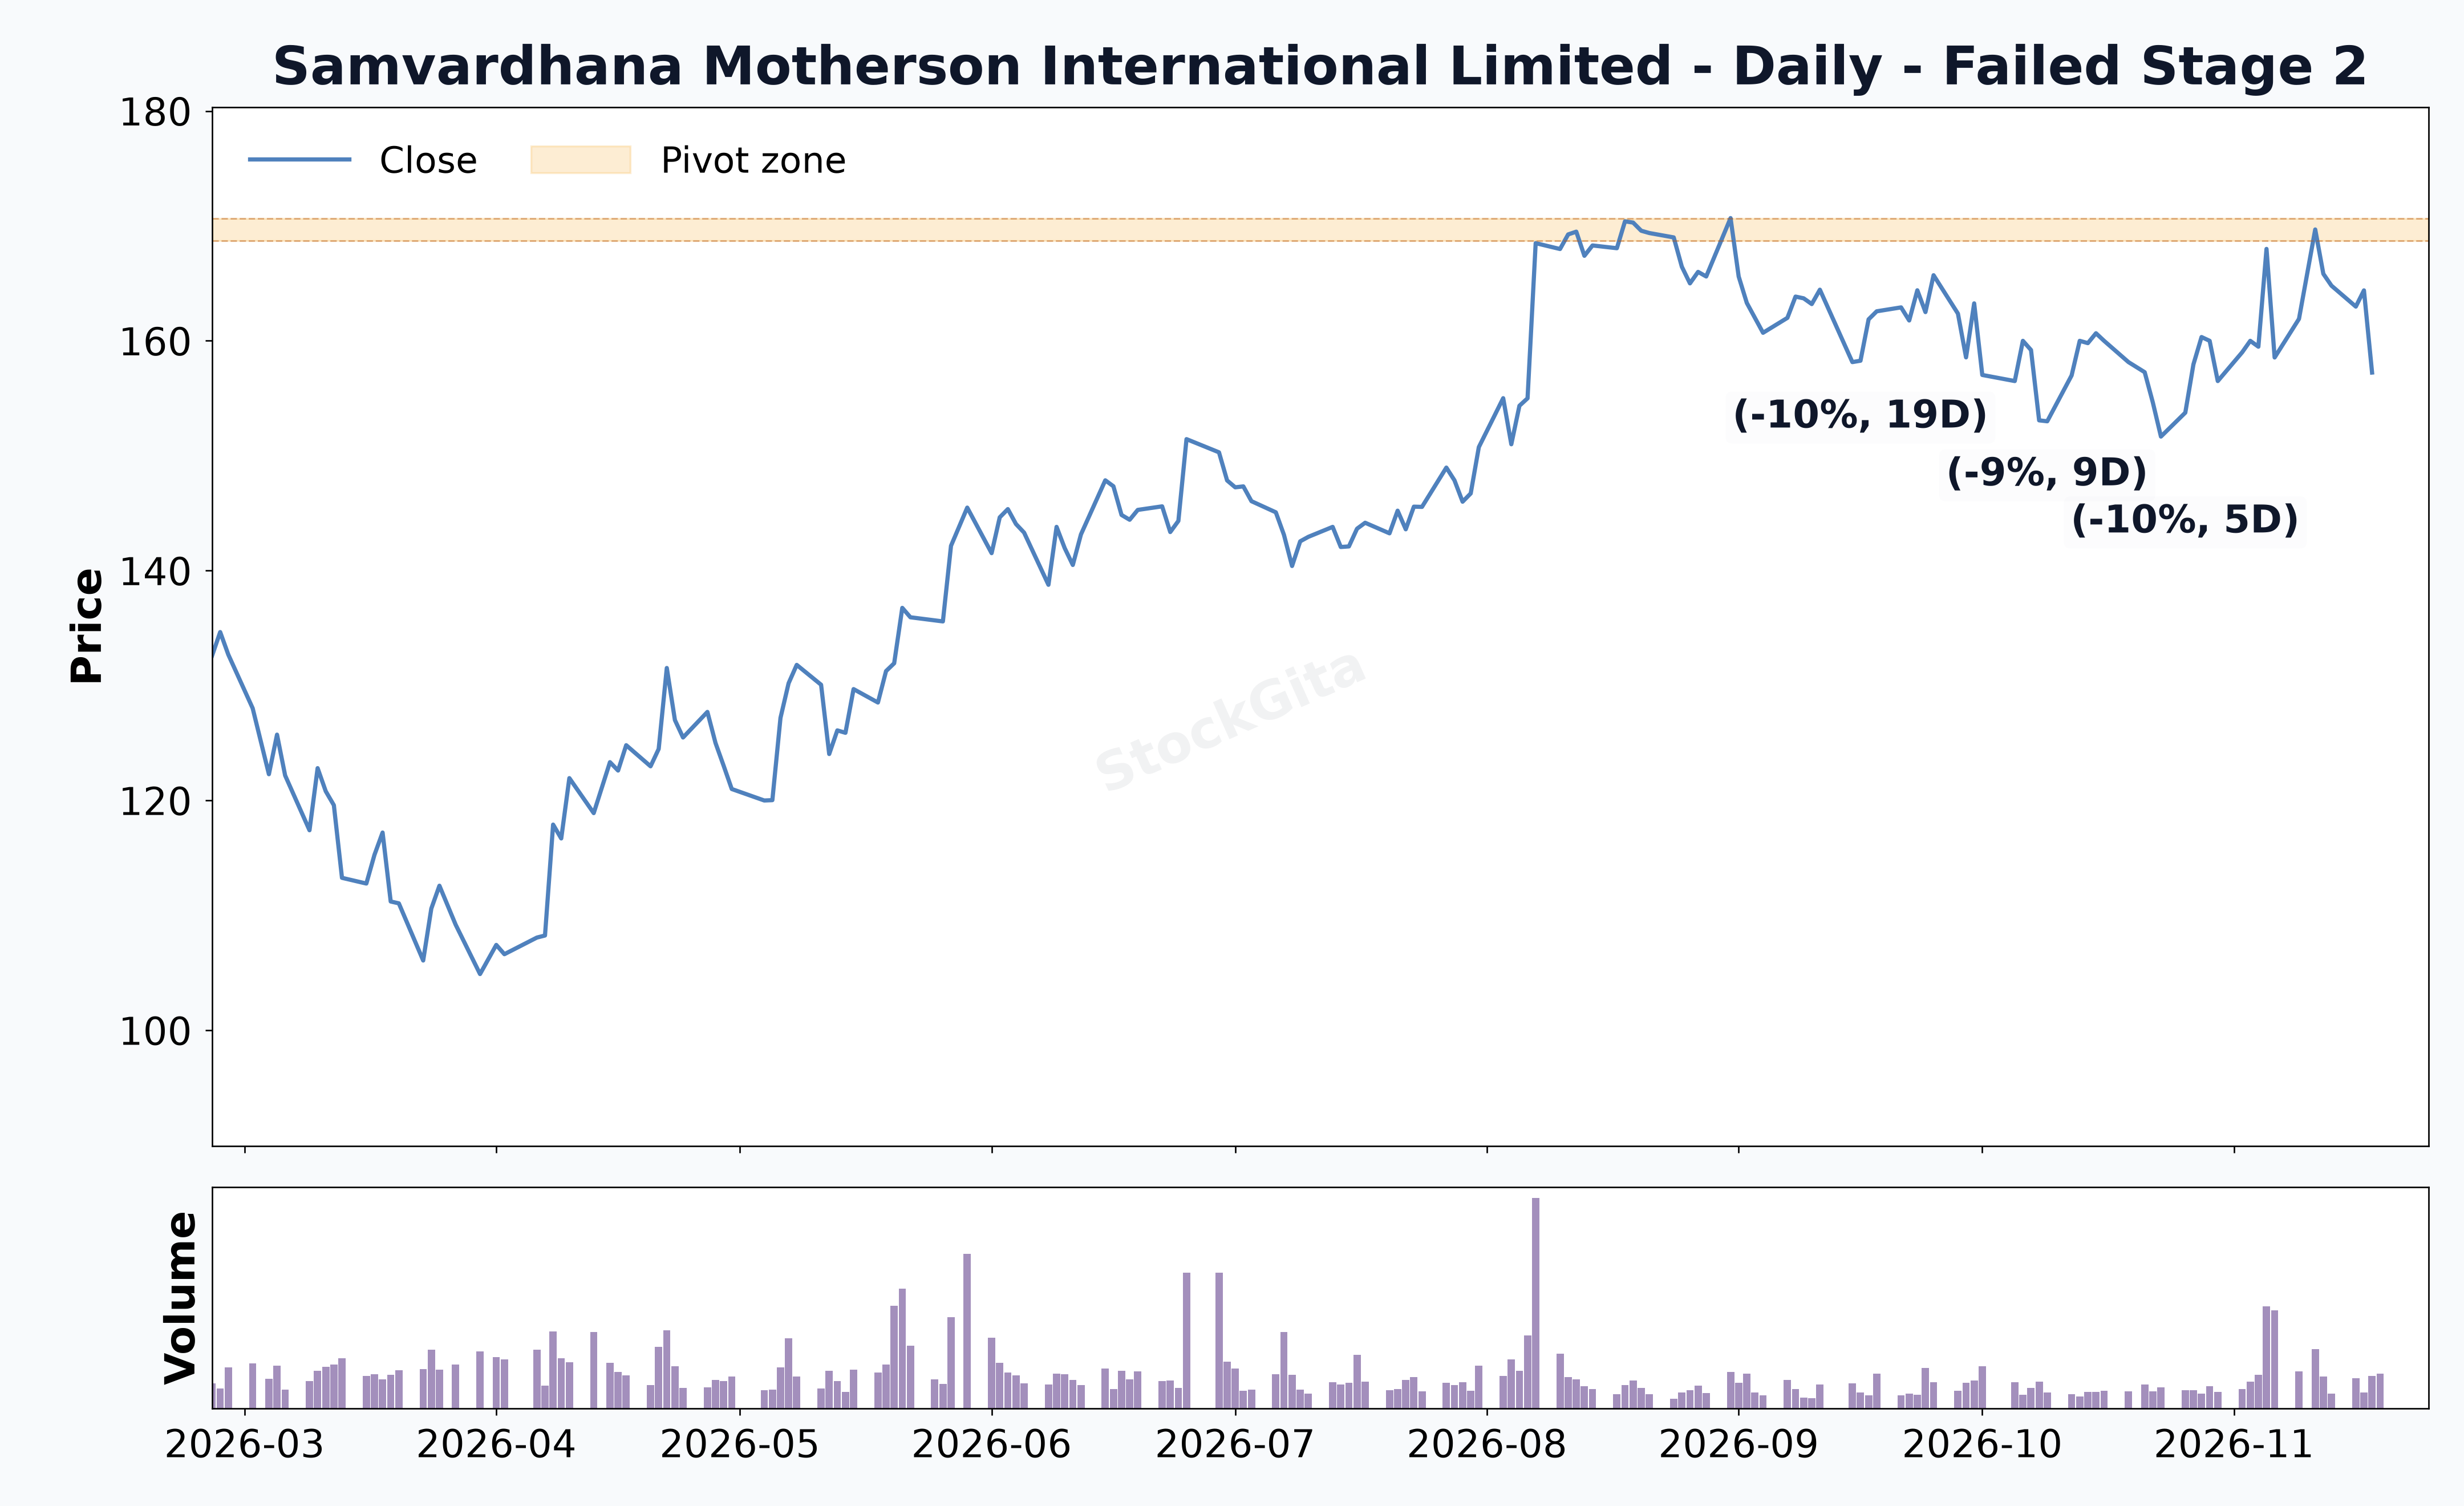 Samvardhana Motherson International Limited - Daily - Failed Stage 2
Close
Pivot zone
180
160
140
120
100
Price
(-10%, 19D)
(-9%, 9D)
(-10%, 5D)
StockGita
Volume
2026-03
2026-04
2026-05
2026-06
2026-07
2026-08
2026-09
2026-10
2026-11